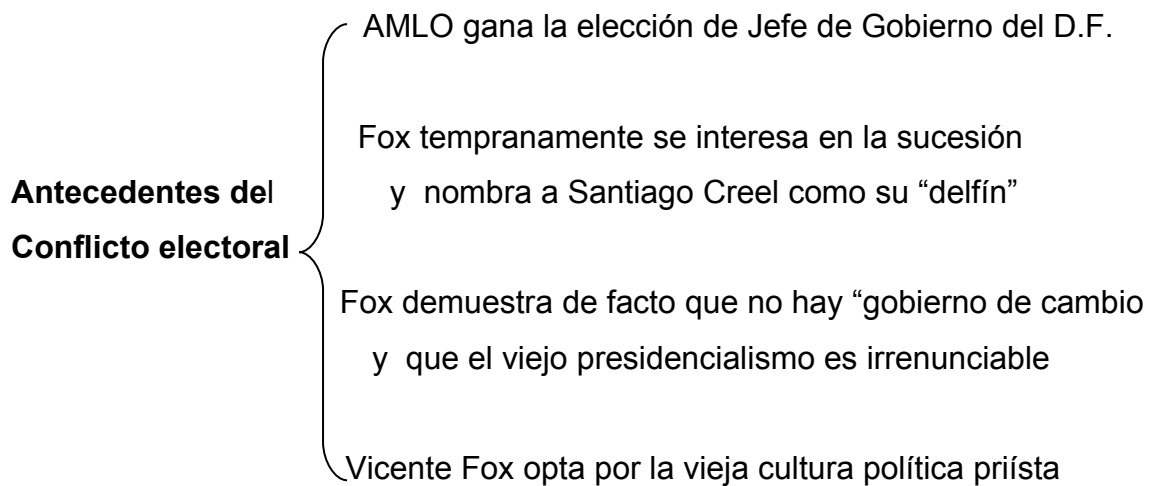 AMLO gana la elección de Jefe de Gobierno del D.F.
Fox tempranamente se interesa en la sucesión
y nombra a Santiago Creel como su “delfín”
Antecedentes del
Conflicto electoral
Fox demuestra de facto que no hay “gobierno de cambio
y que el viejo presidencialismo es irrenunciable
Vicente Fox opta por la vieja cultura política priísta